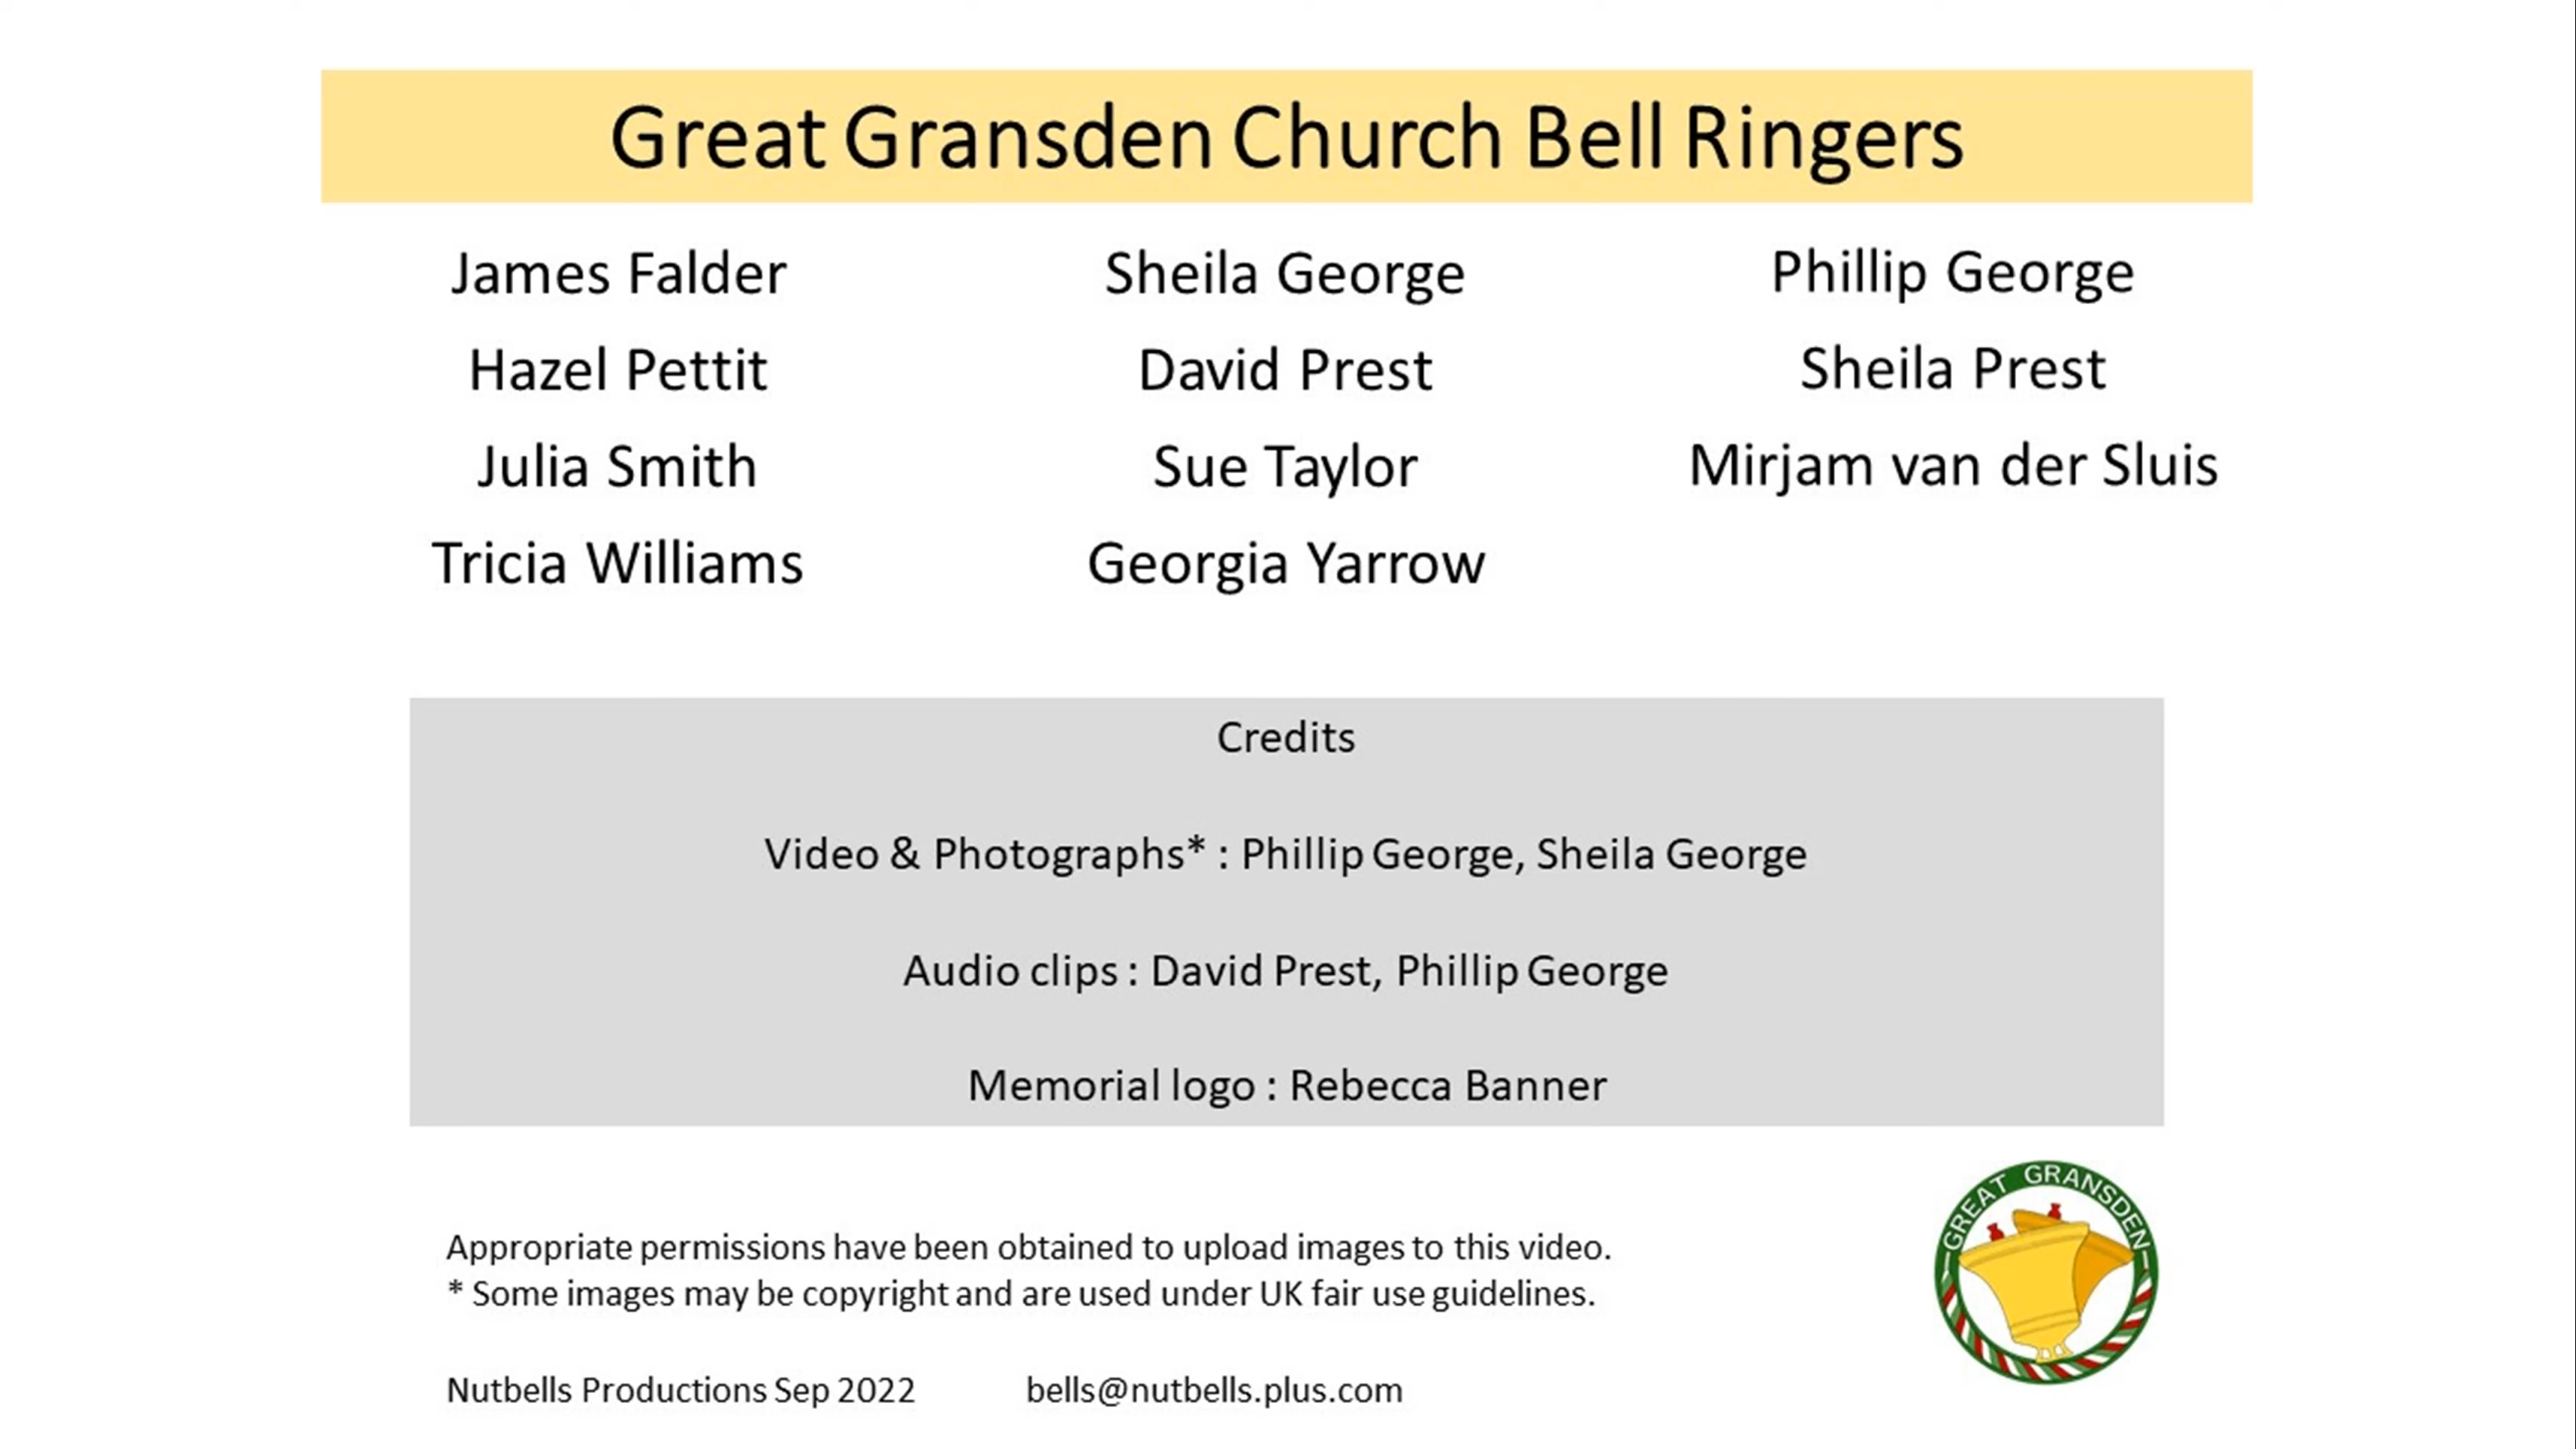 Great Gransden Church Bell Ringers
James Falder Sheila George Phillip George
Hazel Pettit David Prest Sheila Prest
Julia Smith Sue Taylor Mirjam van der Sluis
Tricia Williams Georgia Yarrow
Credits
Video & Photographs* : Phillip George, Sheila George
Audio clips : David Prest, Phillip George
Memorial logo : Rebecca Banner
GREAT GRANSDEN
Appropriate permissions have been obtained to upload images to this video.
* Some images may be copyright and are used under UK fair use guidelines.
Nutbells Productions Sep 2022 bells@nutbells.plus.com